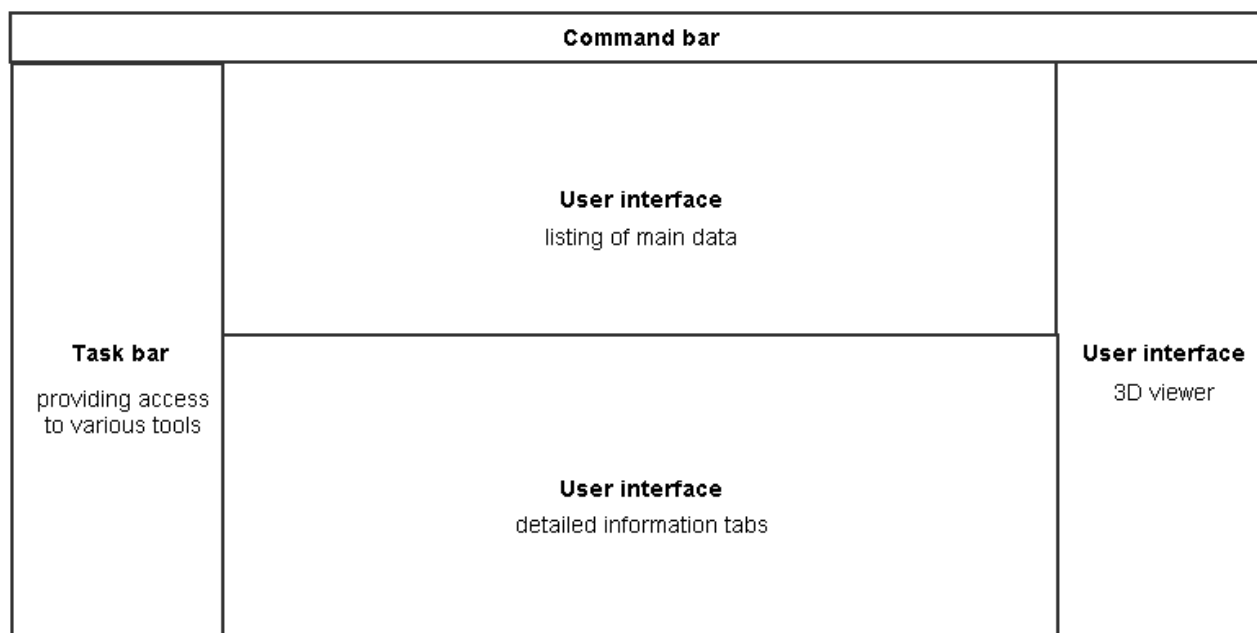 Command bar
User interface
listing of main data
Task bar
providing access
to various tools
User interface
detailed information tabs
User interface
3D viewer